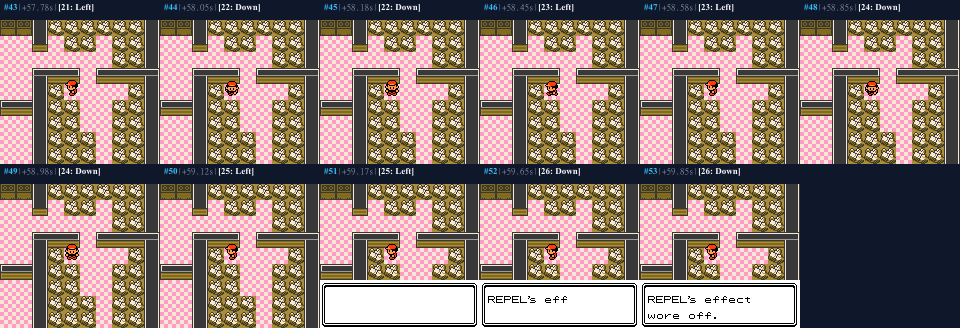 #43 +57.78s [21: Left]
#44 +58.05s [22: Down]
#45 +58.18s [22: Down]
#46 +58.45s [23: Left]
#47 +58.58s [23: Left]
#48 +58.85s [24: Down]
#49 +58.98s [24: Down]
#50 +59.12s [25: Left]
#51 +59.17s [25: Left]
#52 +59.65s [26: Down]
#53 +59.85s [26: Down]
REPEL's eff
REPEL's effect
wore off.